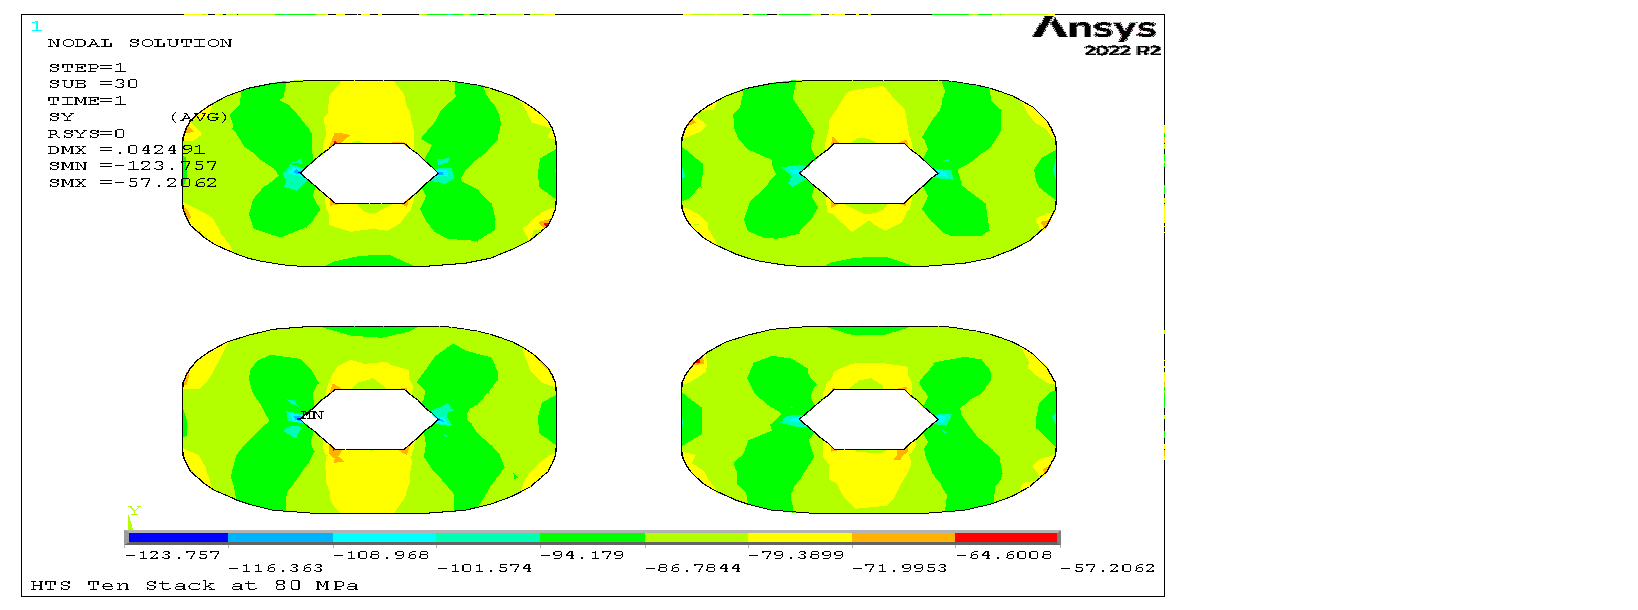 1
Ansys
2022 R2
NODAL SOLUTION
STEP=1
SUB =30
TIME=1
SY (AVG)
RSYS=0
DMX =.042491
SMN =-123.757
SMX =-57.2062
MN
Y
-123.757 -108.968 -94.179 -79.3899 -64.6008
-116.363 -101.574 -86.7844 -71.9953 -57.2062
HTS Ten Stack at 80 MPa